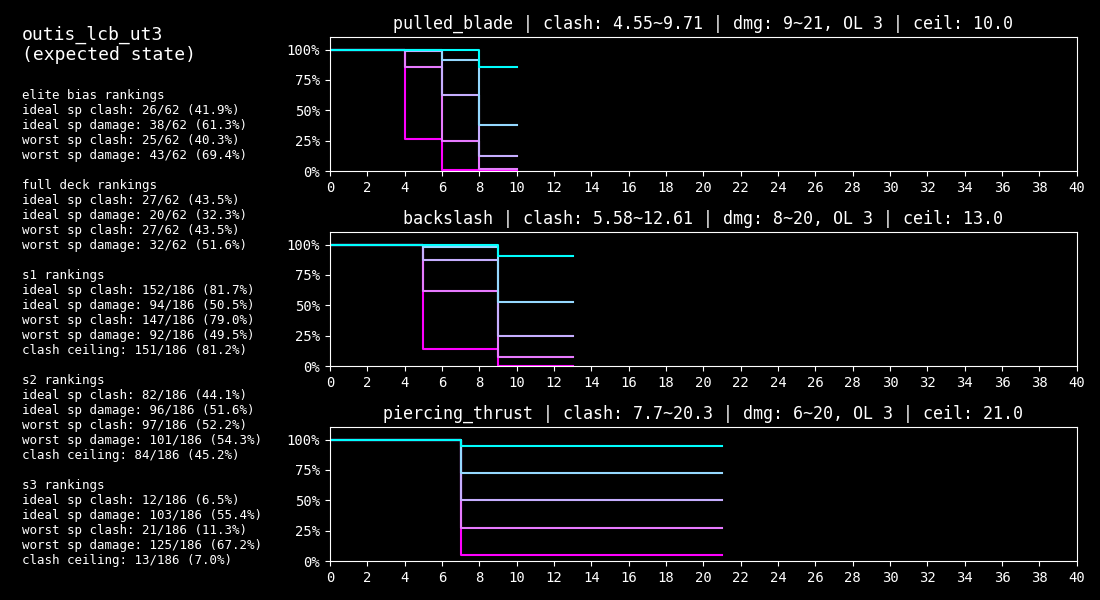 outis_lcb_ut3
(expected state)
elite bias rankings
ideal sp clash: 26/62 (41.9%)
ideal sp damage: 38/62 (61.3%)
worst sp clash: 25/62 (40.3%)
worst sp damage: 43/62 (69.4%)
full deck rankings
ideal sp clash: 27/62 (43.5%)
ideal sp damage: 20/62 (32.3%)
worst sp clash: 27/62 (43.5%)
worst sp damage: 32/62 (51.6%)
s1 rankings
ideal sp clash: 152/186 (81.7%)
ideal sp damage: 94/186 (50.5%)
worst sp clash: 147/186 (79.0%)
worst sp damage: 92/186 (49.5%)
clash ceiling: 151/186 (81.2%)
s2 rankings
ideal sp clash: 82/186 (44.1%)
ideal sp damage: 96/186 (51.6%)
worst sp clash: 97/186 (52.2%)
worst sp damage: 101/186 (54.3%)
clash ceiling: 84/186 (45.2%)
s3 rankings
ideal sp clash: 12/186 (6.5%)
ideal sp damage: 103/186 (55.4%)
worst sp clash: 21/186 (11.3%)
worst sp damage: 125/186 (67.2%)
clash ceiling: 13/186 (7.0%)
pulled_blade | clash: 4.55~9.71 | dmg: 9~21, OL 3 | ceil: 10.0
100%
75%
50%
25%
0%
0 2 4 6 8 10 12 14 16 18 20 22 24 26 28 30 32 34 36 38 40
backslash | clash: 5.58~12.61 | dmg: 8~20, OL 3 | ceil: 13.0
100%
75%
50%
25%
0%
0 2 4 6 8 10 12 14 16 18 20 22 24 26 28 30 32 34 36 38 40
piercing_thrust | clash: 7.7~20.3 | dmg: 6~20, OL 3 | ceil: 21.0
100%
75%
50%
25%
0%
0 2 4 6 8 10 12 14 16 18 20 22 24 26 28 30 32 34 36 38 40